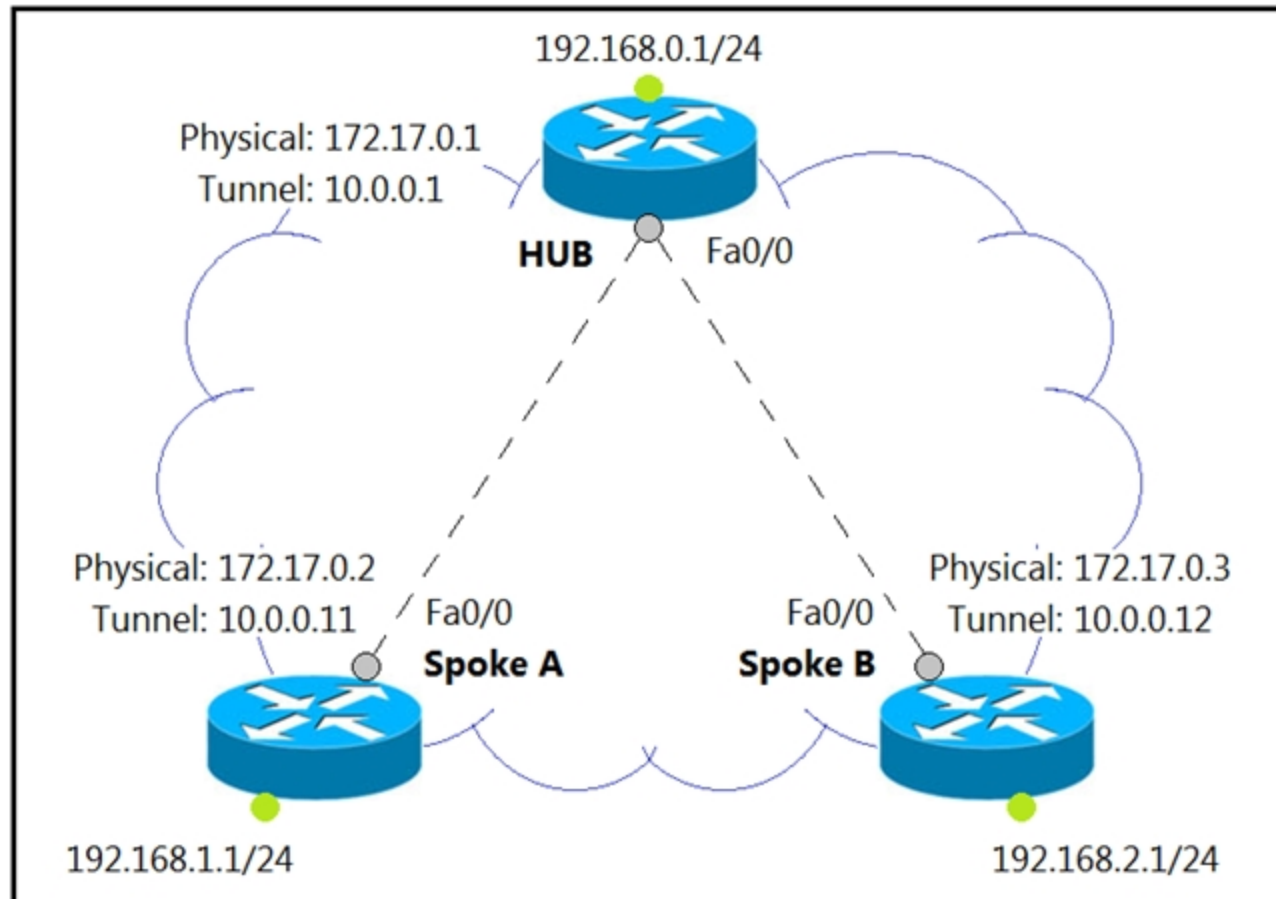 192.168.0.1/24
Physical: 172.17.0.1
Tunnel: 10.0.0.1
HUB
Fa0/0
Physical: 172.17.0.2
Tunnel: 10.0.0.11
Fa0/0
Spoke A
Physical: 172.17.0.3
Tunnel: 10.0.0.12
Fa0/0
Spoke B
192.168.1.1/24
192.168.2.1/24